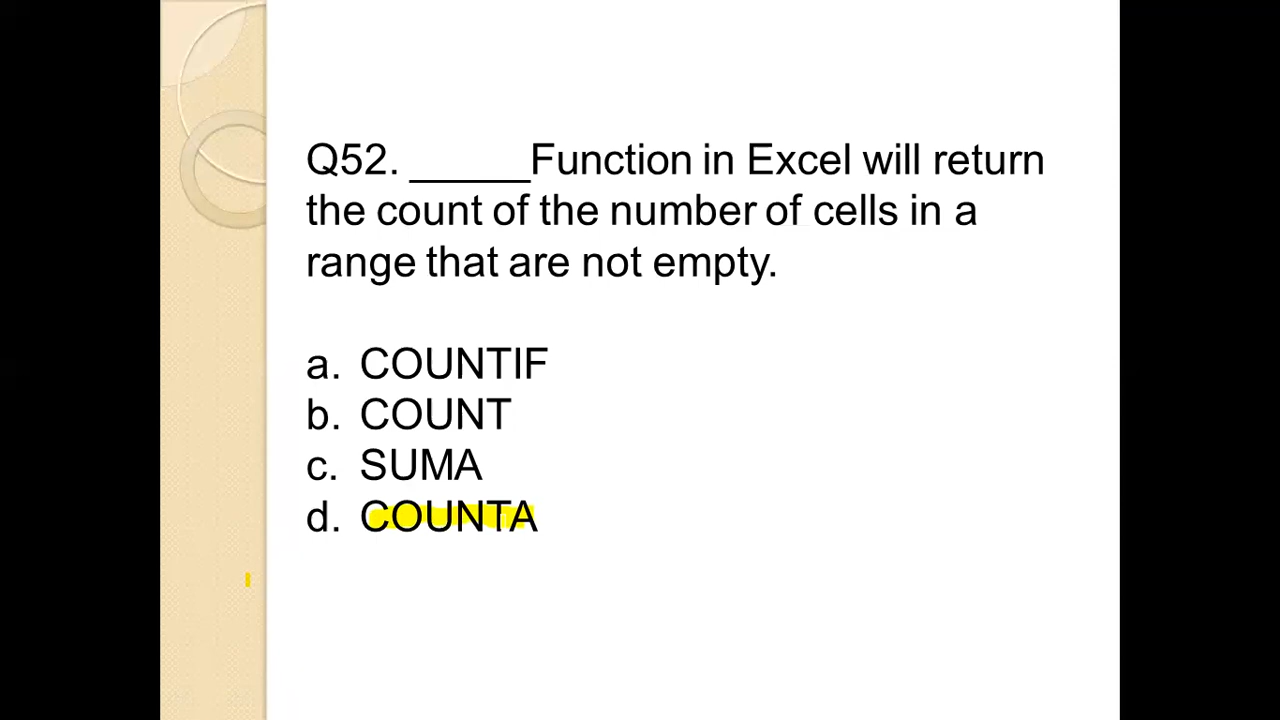 Q52. _____Function in Excel will return
the count of the number of cells in a
range that are not empty.
a. COUNTIF
b. COUNT
c. SUMA
d. COUNTA